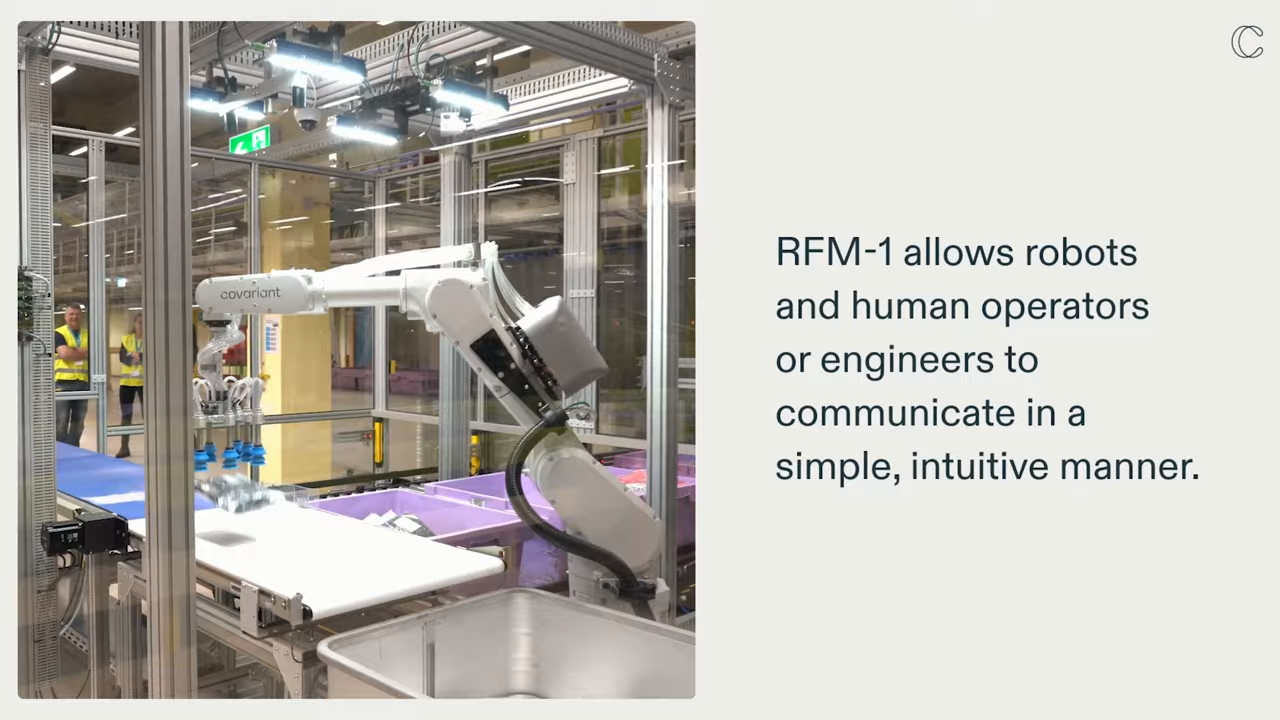 covariant
RFM-1 allows robots
and human operators
or engineers to
communicate in a
simple, intuitive manner.